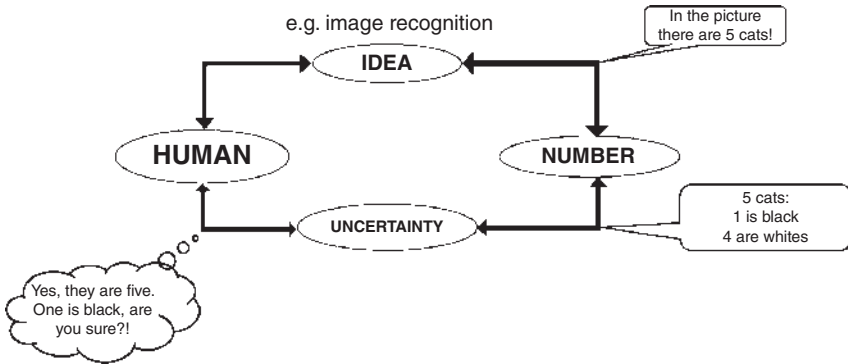 e.g. image recognition
In the picture
there are 5 cats!
IDEA
HUMAN
NUMBER
UNCERTAINTY
5 cats:
1 is black
4 are whites
Yes, they are five.
One is black, are
you sure?!